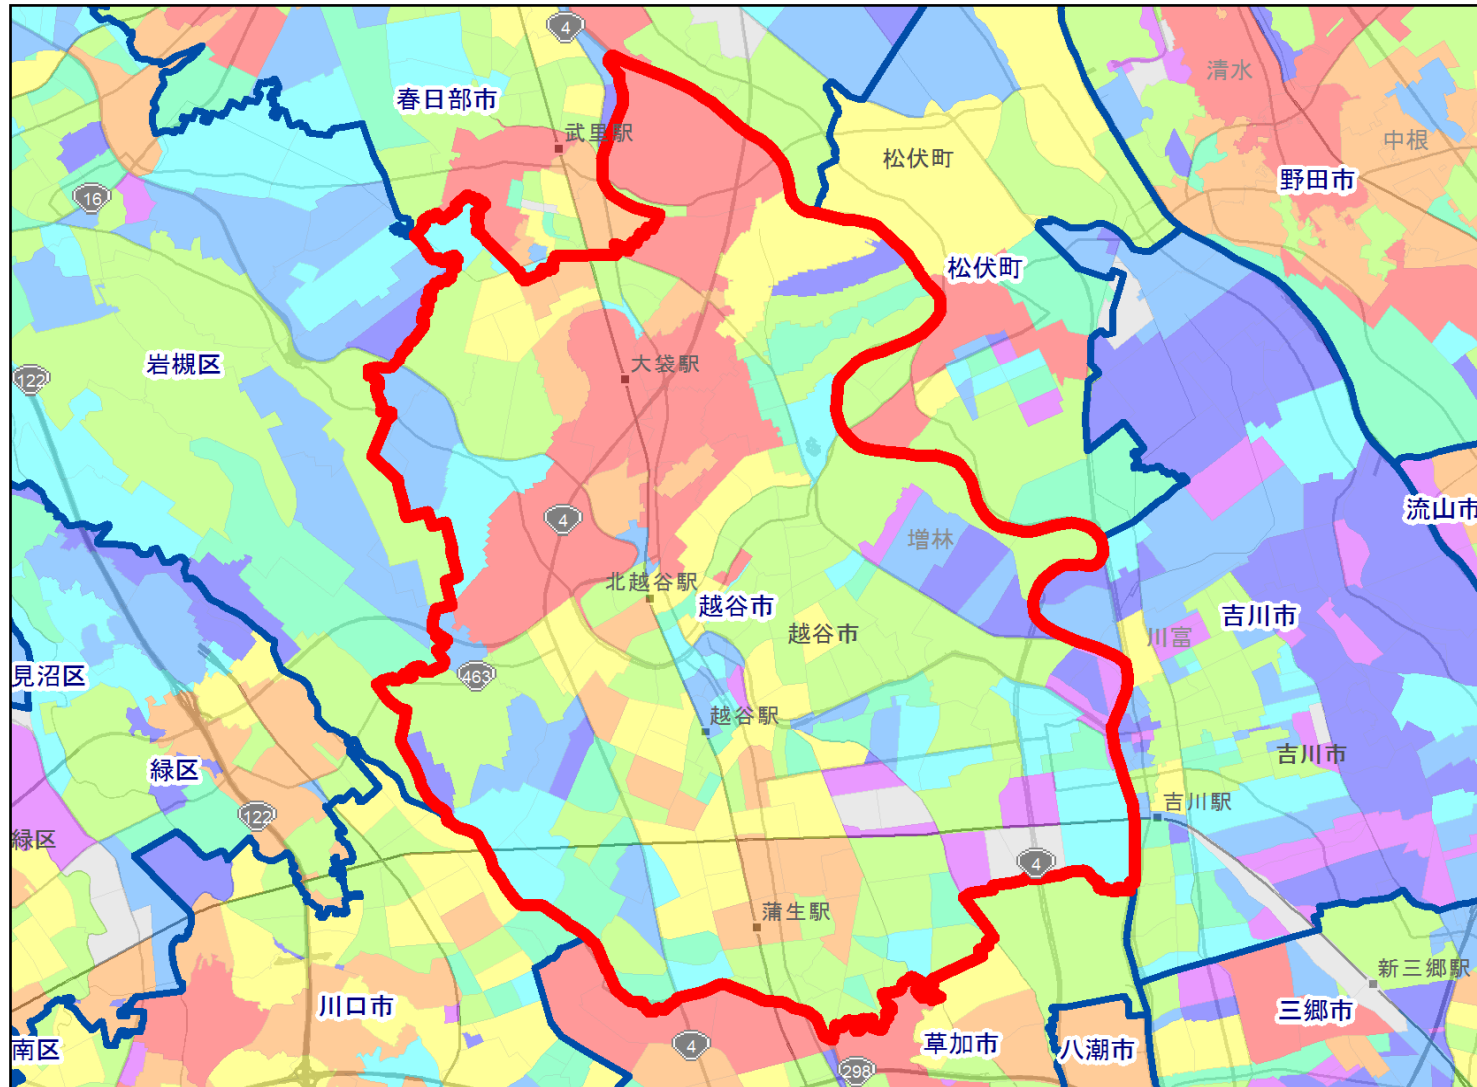 4
春日部市
武里駅
清水
中根
松伏町
野田市
16
松伏町
岩槻区
大袋駅
122
流山市
4
増林
北越谷駅
越谷市
越谷市
吉川市
川富
見沼区
463
越谷駅
緑区
吉川市
吉川駅
122
緑区
4
蒲生駅
新三郷駅
川口市
三郷市
南区
4
草加市
八潮市
298